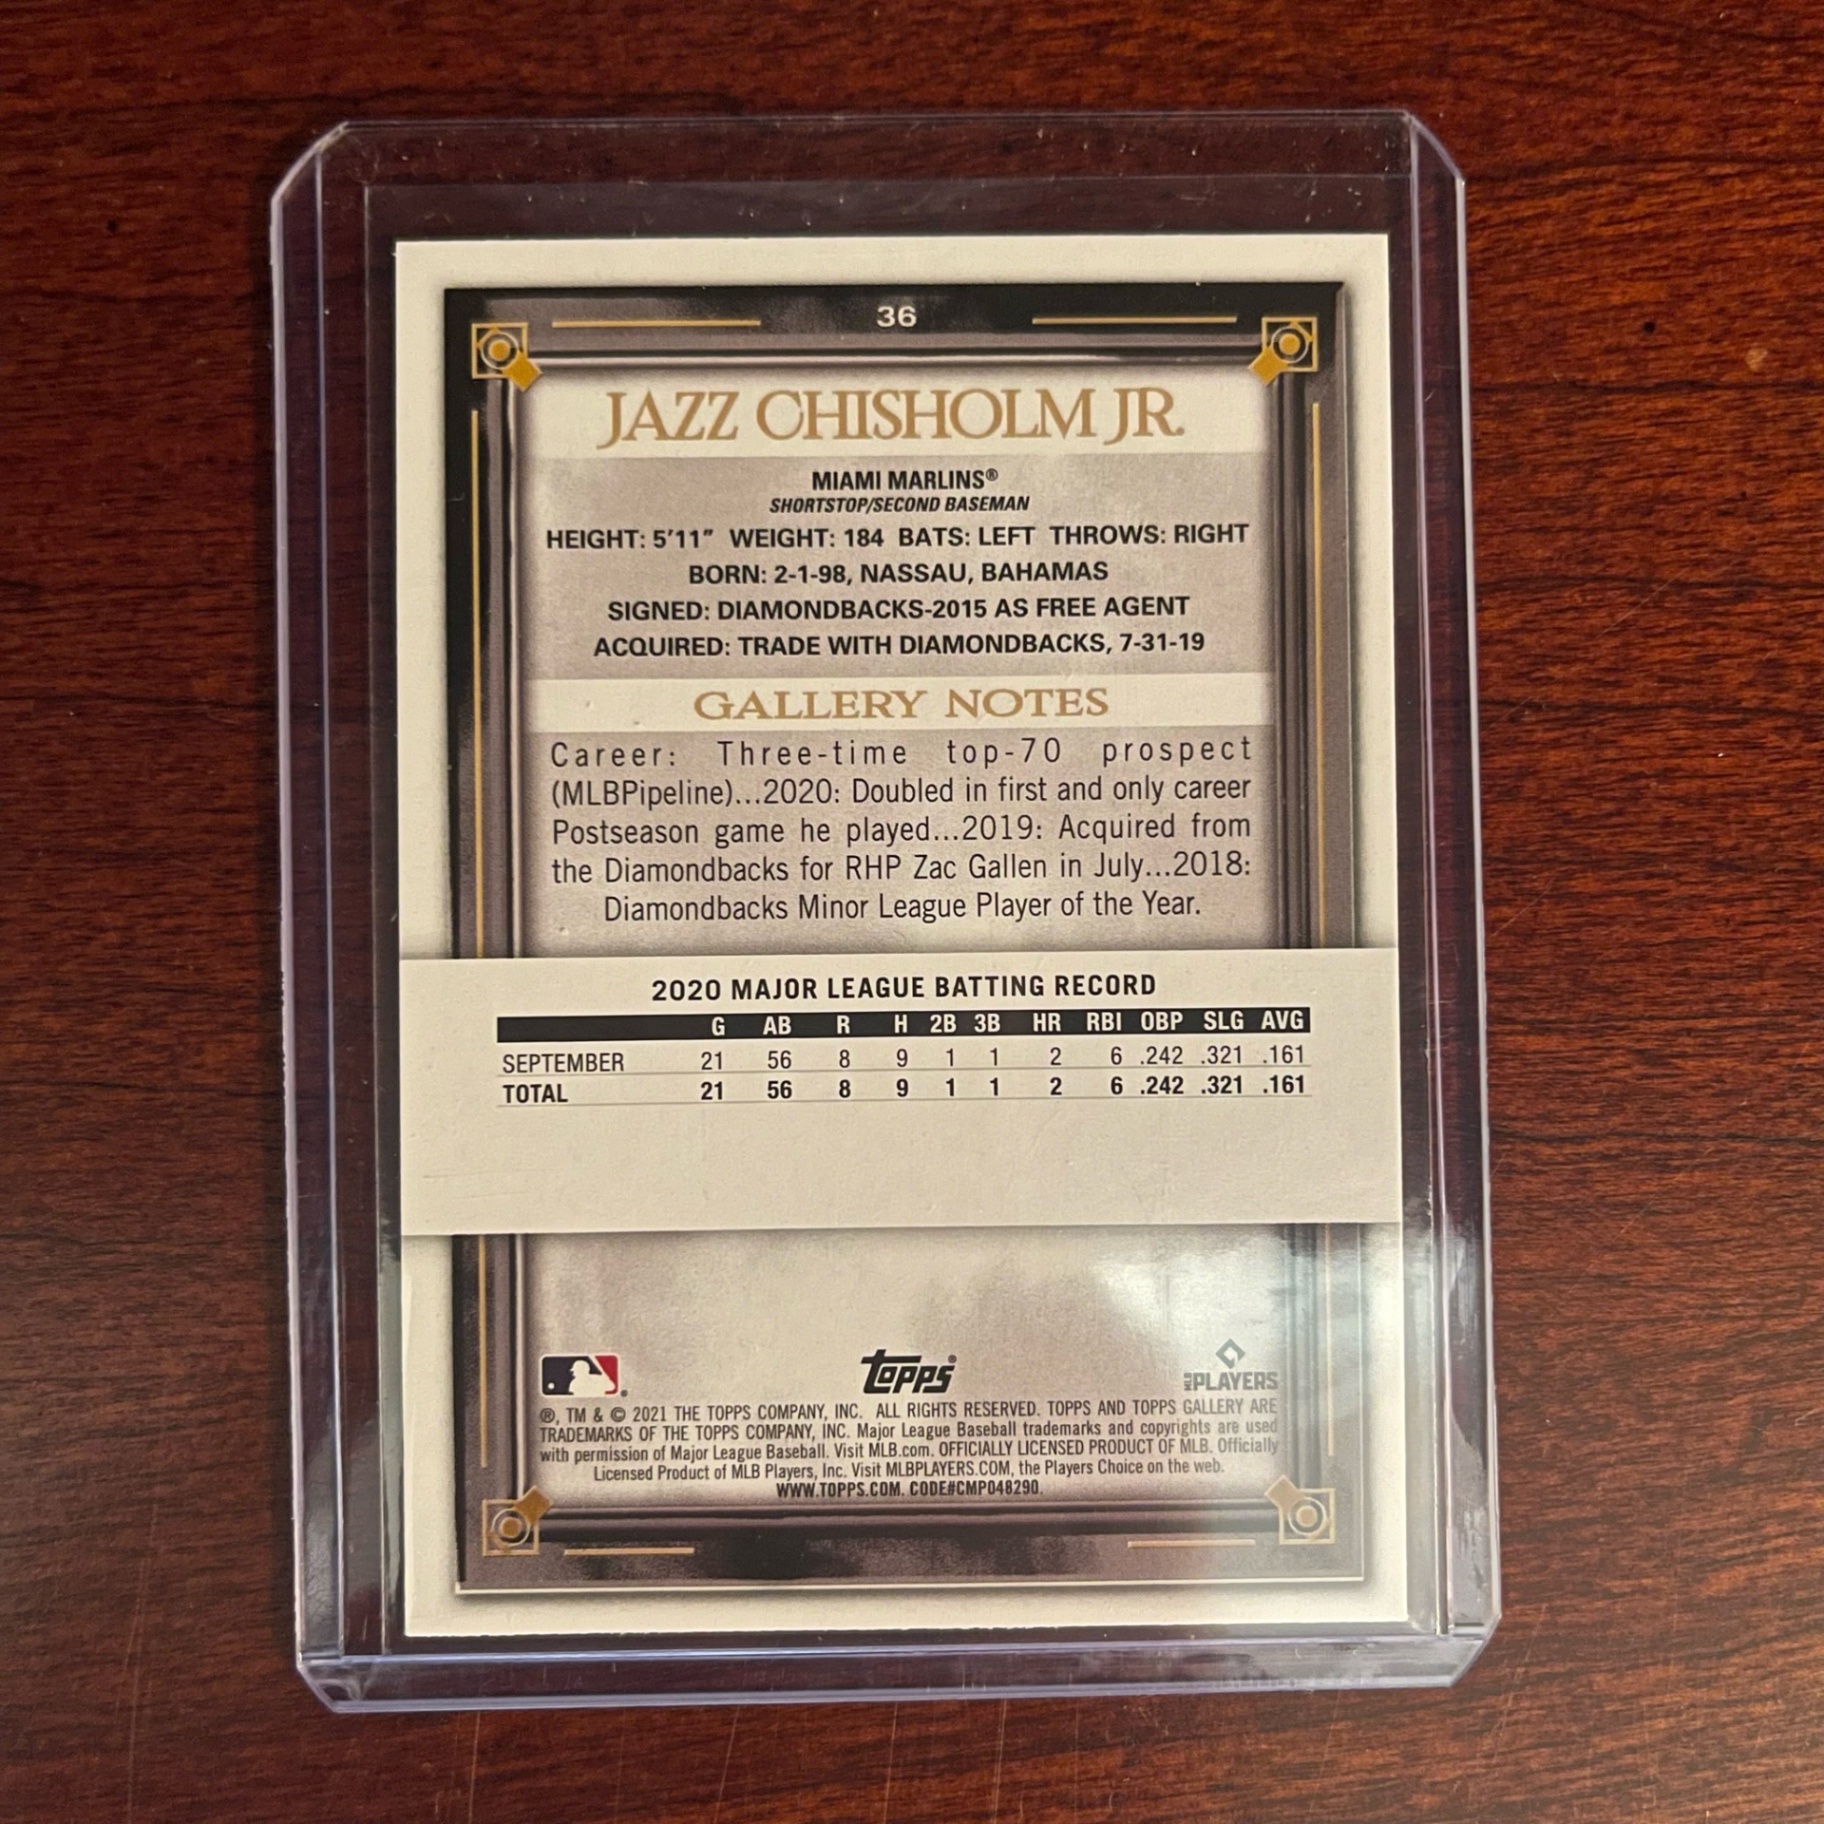 36
JAZZ CHISHOLM JR.
MIAMI MARLINS®
SHORTSTOP/SECOND BASEMAN
HEIGHT: 5'11" WEIGHT: 184 BATS: LEFT THROWS: RIGHT
BORN: 2-1-98, NASSAU, BAHAMAS
SIGNED: DIAMONDBACKS-2015 AS FREE AGENT
ACQUIRED: TRADE WITH DIAMONDBACKS, 7-31-19
GALLERY NOTES
Career: Three-time top-70 prospect
(MLBPipeline)...2020: Doubled in first and only career
Postseason game he played...2019: Acquired from
the Diamondbacks for RHP Zac Gallen in July...2018:
Diamondbacks Minor League Player of the Year.
2020 MAJOR LEAGUE BATTING RECORD
G AB R H 2B 3B HR RBI OBP SLG AVG
SEPTEMBER 21 56 8 9 1 1 2 6 .242 .321 .161
TOTAL 21 56 8 9 1 1 2 6 .242 .321 .161
topps®
MLB PLAYERS
®, TM & © 2021 THE TOPPS COMPANY, INC. ALL RIGHTS RESERVED. TOPPS AND TOPPS GALLERY ARE
TRADEMARKS OF THE TOPPS COMPANY, INC. Major League Baseball trademarks and copyrights are used
with permission of Major League Baseball. Visit MLB.com. OFFICIALLY LICENSED PRODUCT OF MLB. Officially
Licensed Product of MLB Players, Inc. Visit MLBPLAYERS.COM, the Players Choice on the web.
WWW.TOPPS.COM. CODE#CMP048290.